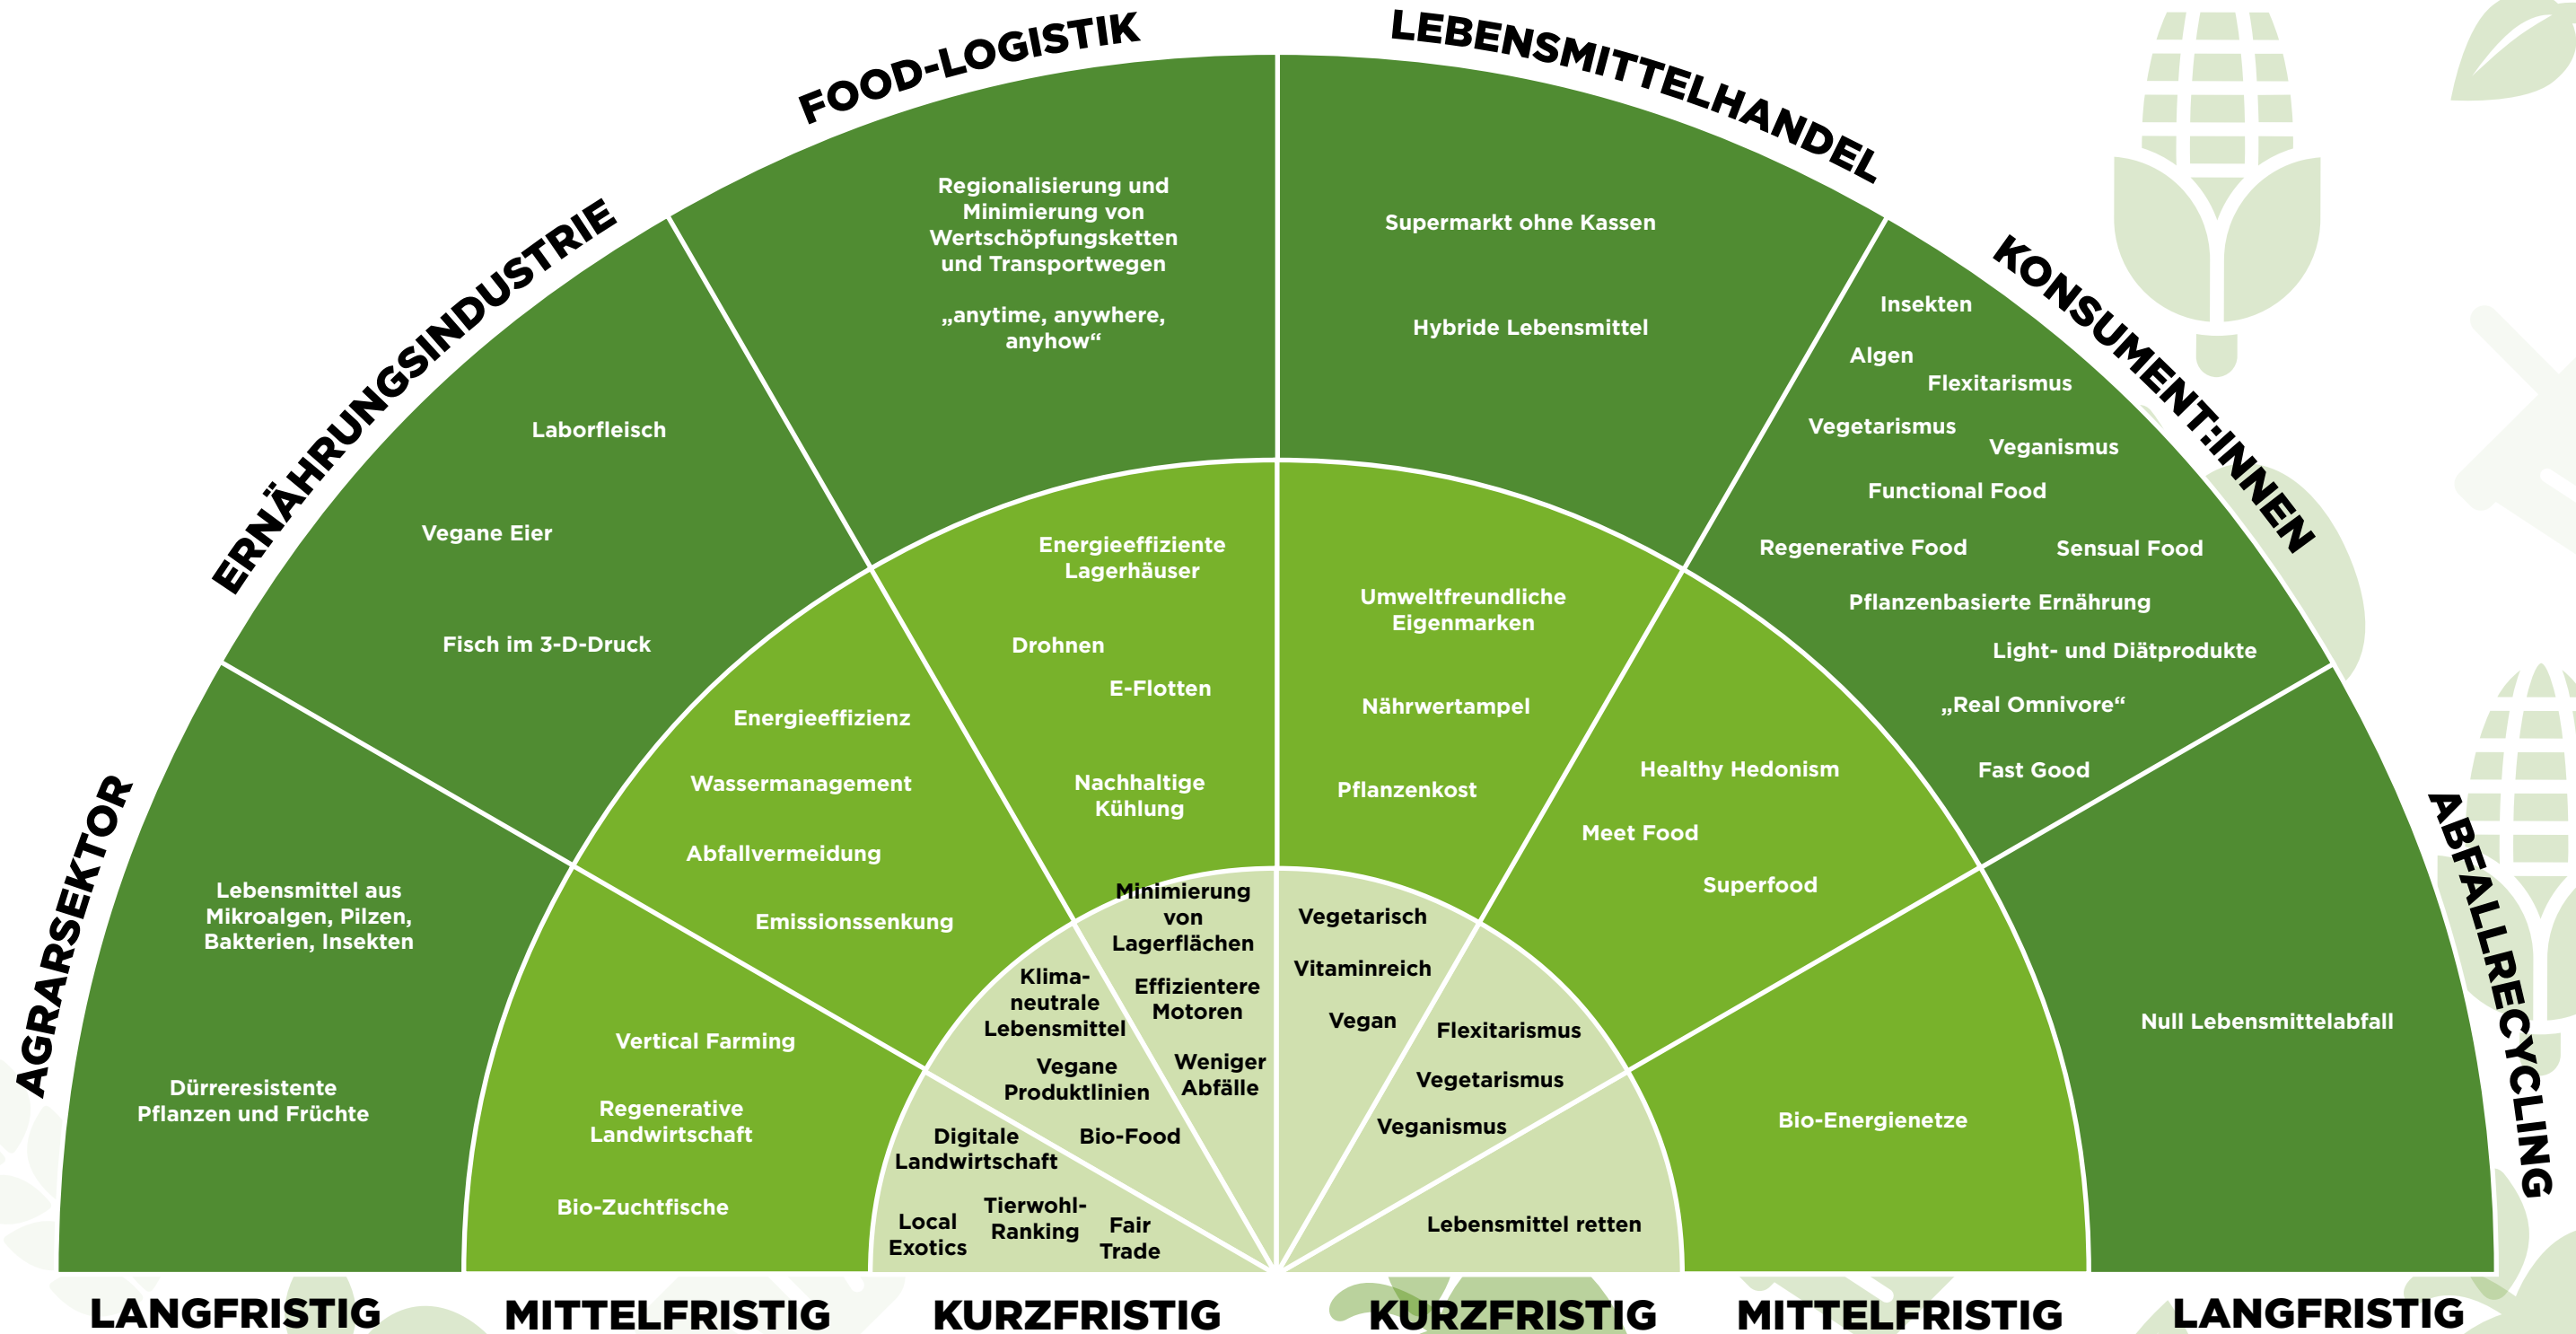 FOOD-LOGISTIK
LEBENSMITTELHANDEL
ERNÄHRUNGSINDUSTRIE
KONSUMENT:INNEN
AGRARSEKTOR
ABFALLRECYCLING
Lebensmittel aus
Mikroalgen, Pilzen,
Bakterien, Insekten
Dürreresistente
Pflanzen und Früchte
Vertical Farming
Regenerative
Landwirtschaft
Bio-Zuchtfische
Digitale
Landwirtschaft
Local
Exotics
Tierwohl-
Ranking
Fair
Trade
Laborfleisch
Vegane Eier
Fisch im 3-D-Druck
Energieeffizienz
Wassermanagement
Abfallvermeidung
Emissionssenkung
Klima-
neutrale
Lebensmittel
Vegane
Produktlinien
Bio-Food
Regionalisierung und
Minimierung von
Wertschöpfungsketten
und Transportwegen
„anytime, anywhere,
anyhow“
Energieeffiziente
Lagerhäuser
Drohnen
E-Flotten
Nachhaltige
Kühlung
Minimierung
von
Lagerflächen
Effizientere
Motoren
Weniger
Abfälle
Supermarkt ohne Kassen
Hybride Lebensmittel
Umweltfreundliche
Eigenmarken
Nährwertampel
Pflanzenkost
Vegetarisch
Vitaminreich
Vegan
Insekten
Algen
Flexitarismus
Vegetarismus
Veganismus
Functional Food
Regenerative Food
Sensual Food
Pflanzenbasierte Ernährung
Light- und Diätprodukte
„Real Omnivore“
Fast Good
Healthy Hedonism
Meet Food
Superfood
Flexitarismus
Vegetarismus
Veganismus
Null Lebensmittelabfall
Bio-Energienetze
Lebensmittel retten
LANGFRISTIG
MITTELFRISTIG
KURZFRISTIG
KURZFRISTIG
MITTELFRISTIG
LANGFRISTIG